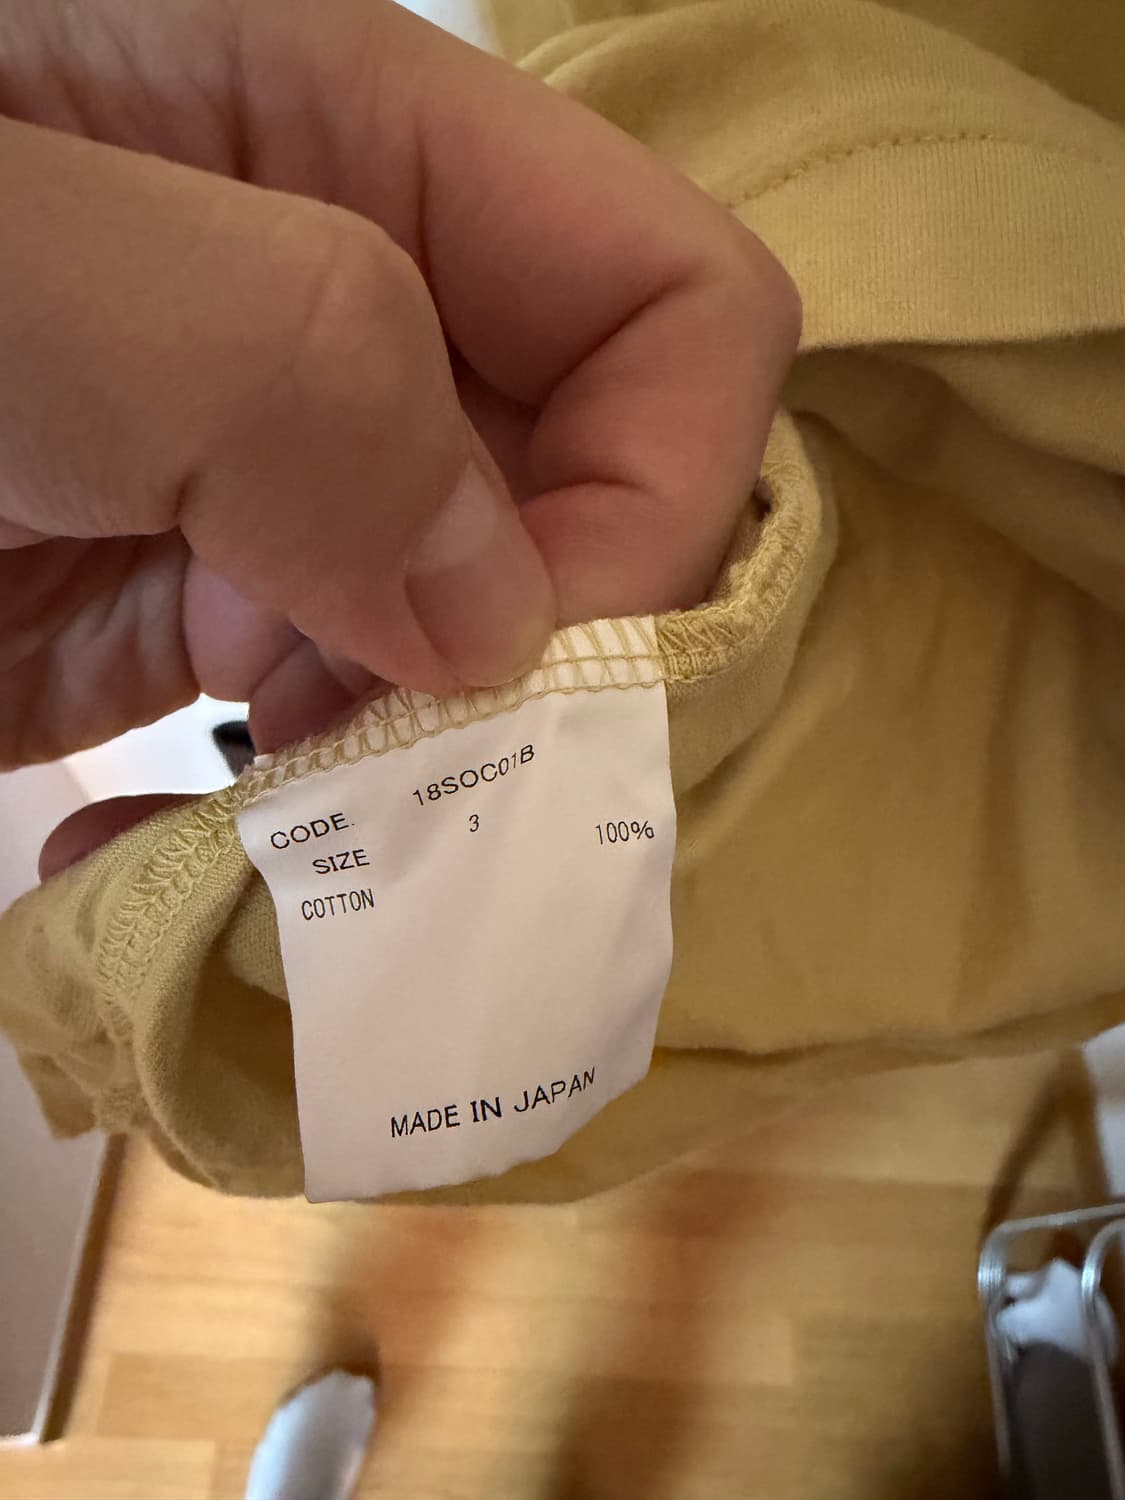 CODE. 18SOC01B
SIZE 3
COTTON 100%
MADE IN JAPAN